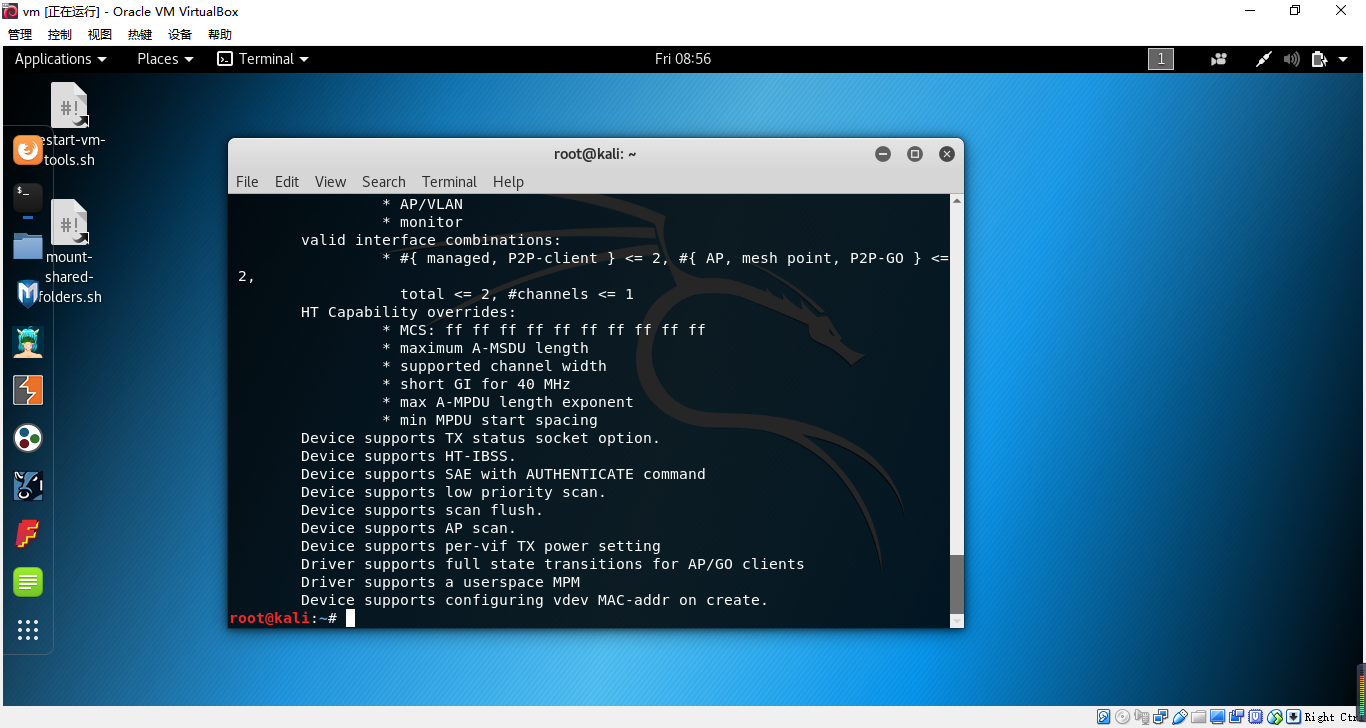 vm [正在运行] - Oracle VM VirtualBox
管理 控制 视图 热键 设备 帮助
Applications Places Terminal Fri 08:56 1
#!
estart-vm-
tools.sh
$_
#!
mount-
shared-
folders.sh
root@kali: ~
File Edit View Search Terminal Help
* AP/VLAN
* monitor
valid interface combinations:
* #{ managed, P2P-client } <= 2, #{ AP, mesh point, P2P-GO } <=
2,
total <= 2, #channels <= 1
HT Capability overrides:
* MCS: ff ff ff ff ff ff ff ff ff ff
* maximum A-MSDU length
* supported channel width
* short GI for 40 MHz
* max A-MPDU length exponent
* min MPDU start spacing
Device supports TX status socket option.
Device supports HT-IBSS.
Device supports SAE with AUTHENTICATE command
Device supports low priority scan.
Device supports scan flush.
Device supports AP scan.
Device supports per-vif TX power setting
Driver supports full state transitions for AP/GO clients
Driver supports a userspace MPM
Device supports configuring vdev MAC-addr on create.
root@kali:~#
Right Ctr